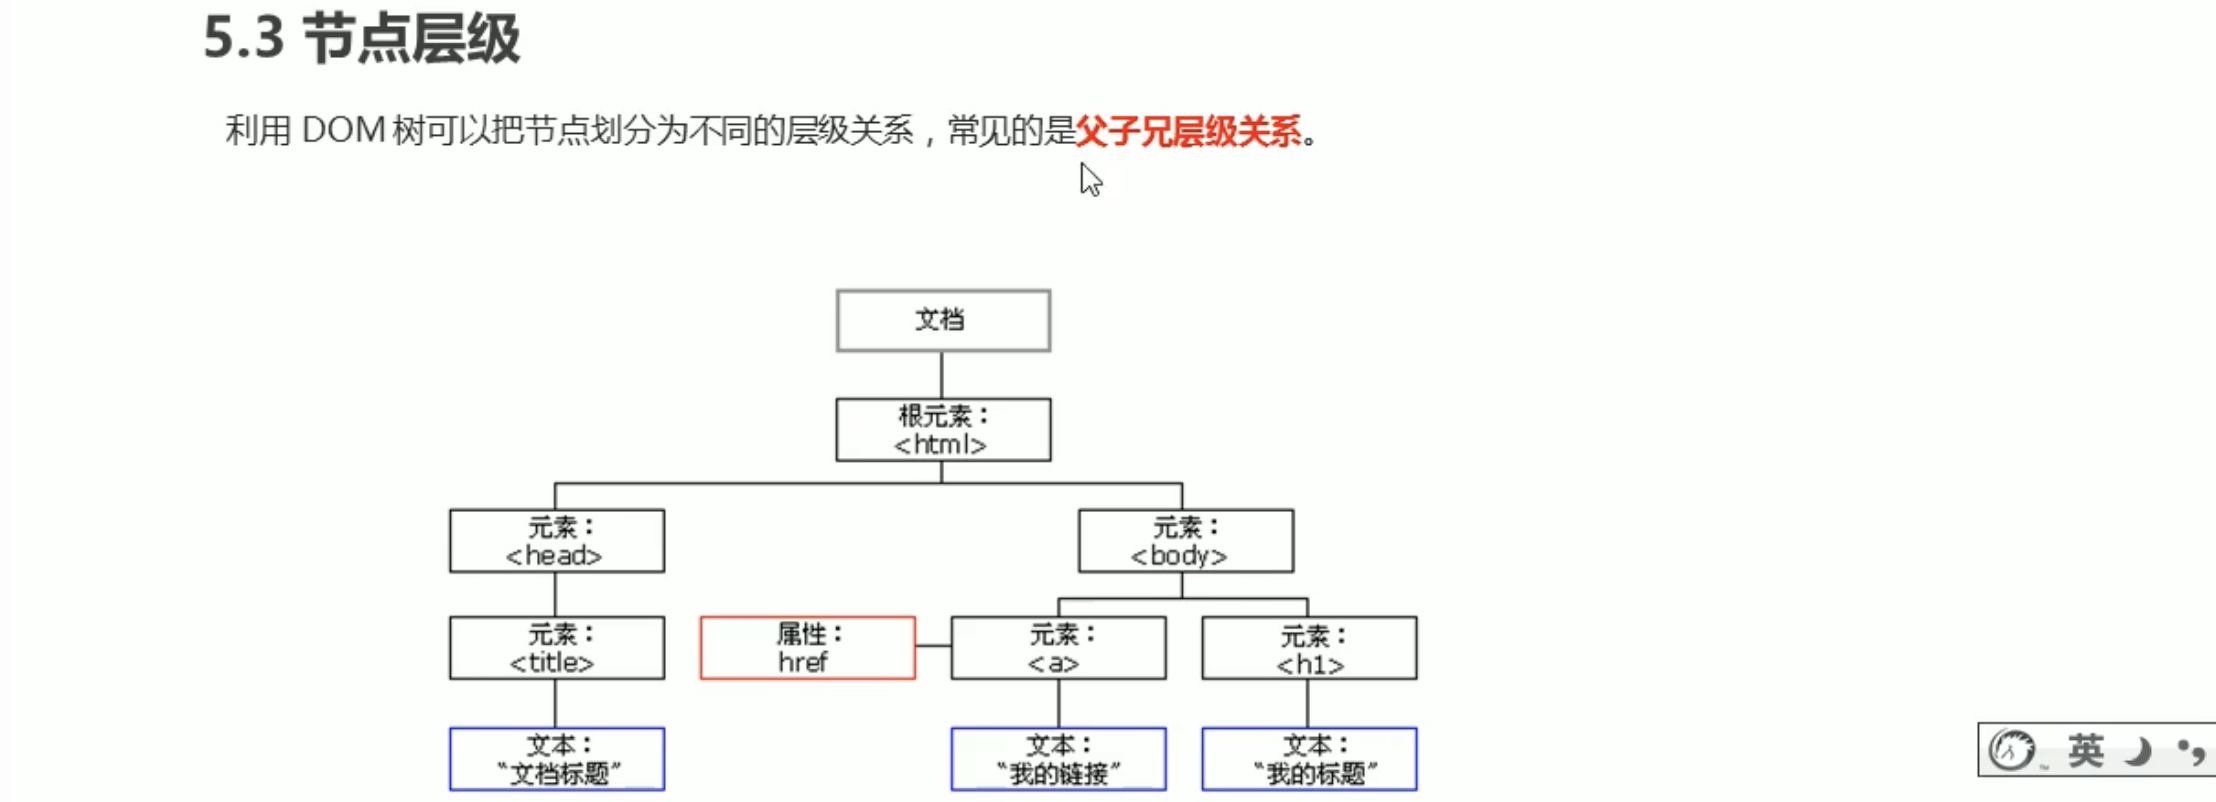 5.3 节点层级
利用 DOM 树可以把节点划分为不同的层级关系，常见的是父子兄层级关系。
文档
根元素：
<html>
元素：
<head>
元素：
<body>
元素：
<title>
属性：
href
元素：
<a>
元素：
<h1>
文本：
"文档标题"
文本：
"我的链接"
文本：
"我的标题"
英